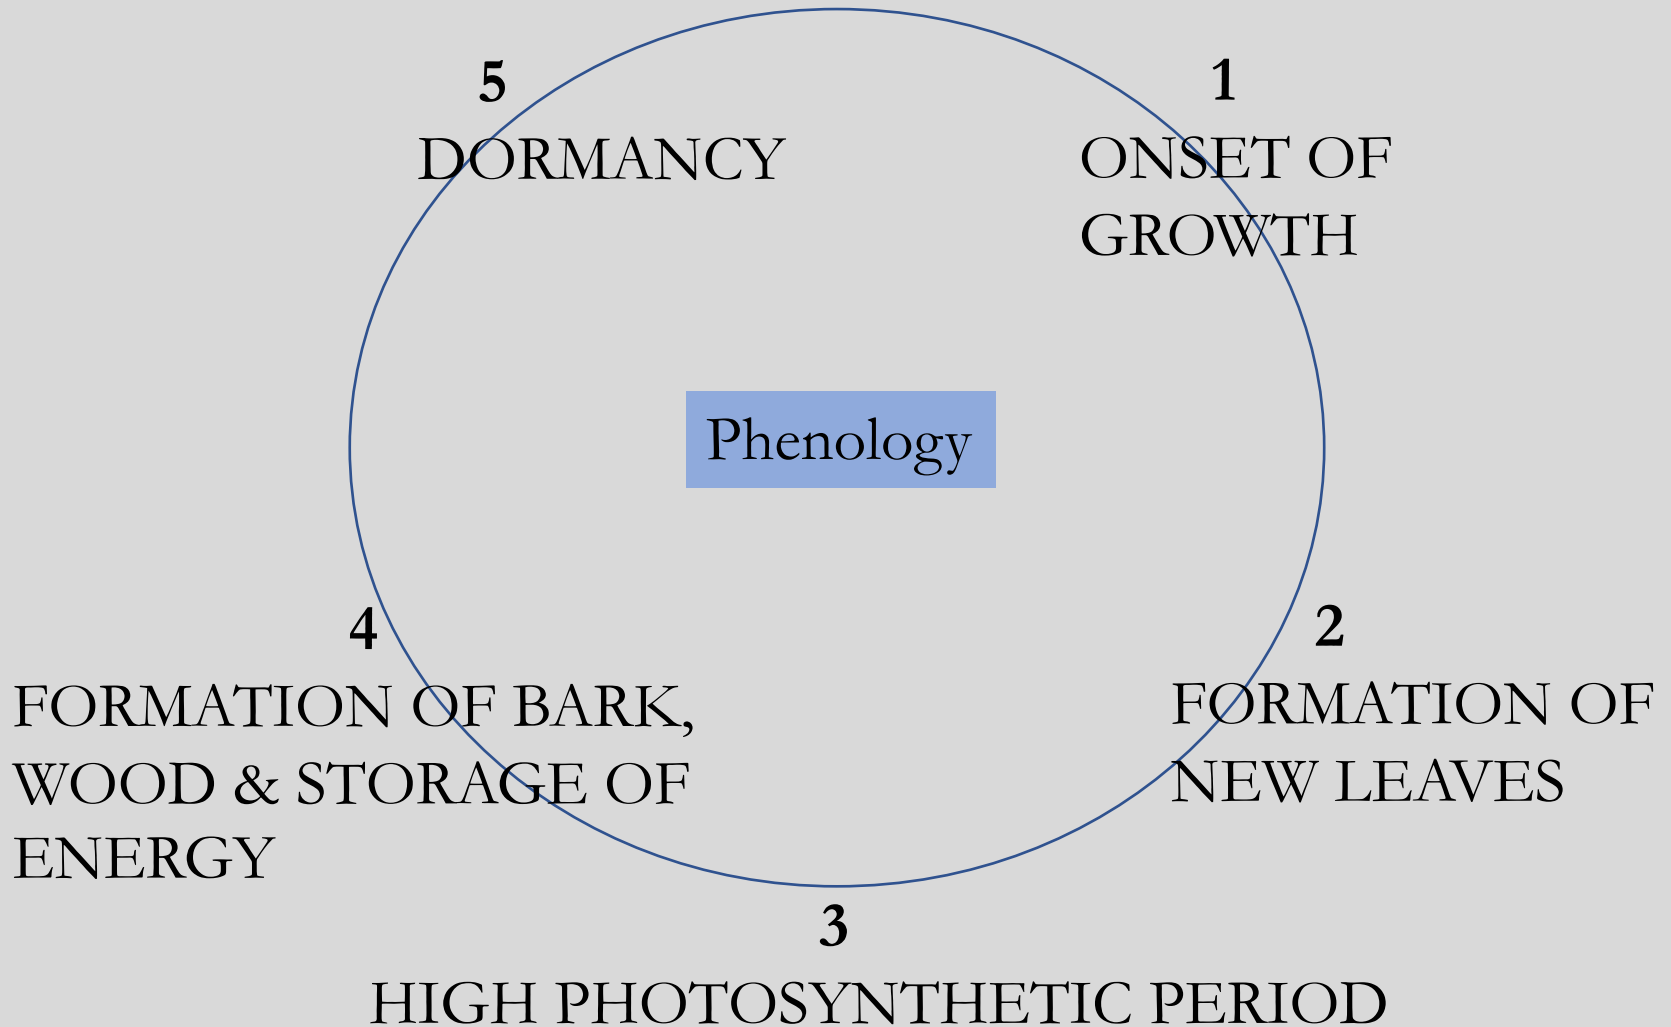 1
ONSET OF
GROWTH
2
FORMATION OF
NEW LEAVES
3
HIGH PHOTOSYNTHETIC PERIOD
4
FORMATION OF BARK,
WOOD & STORAGE OF
ENERGY
5
DORMANCY
Phenology